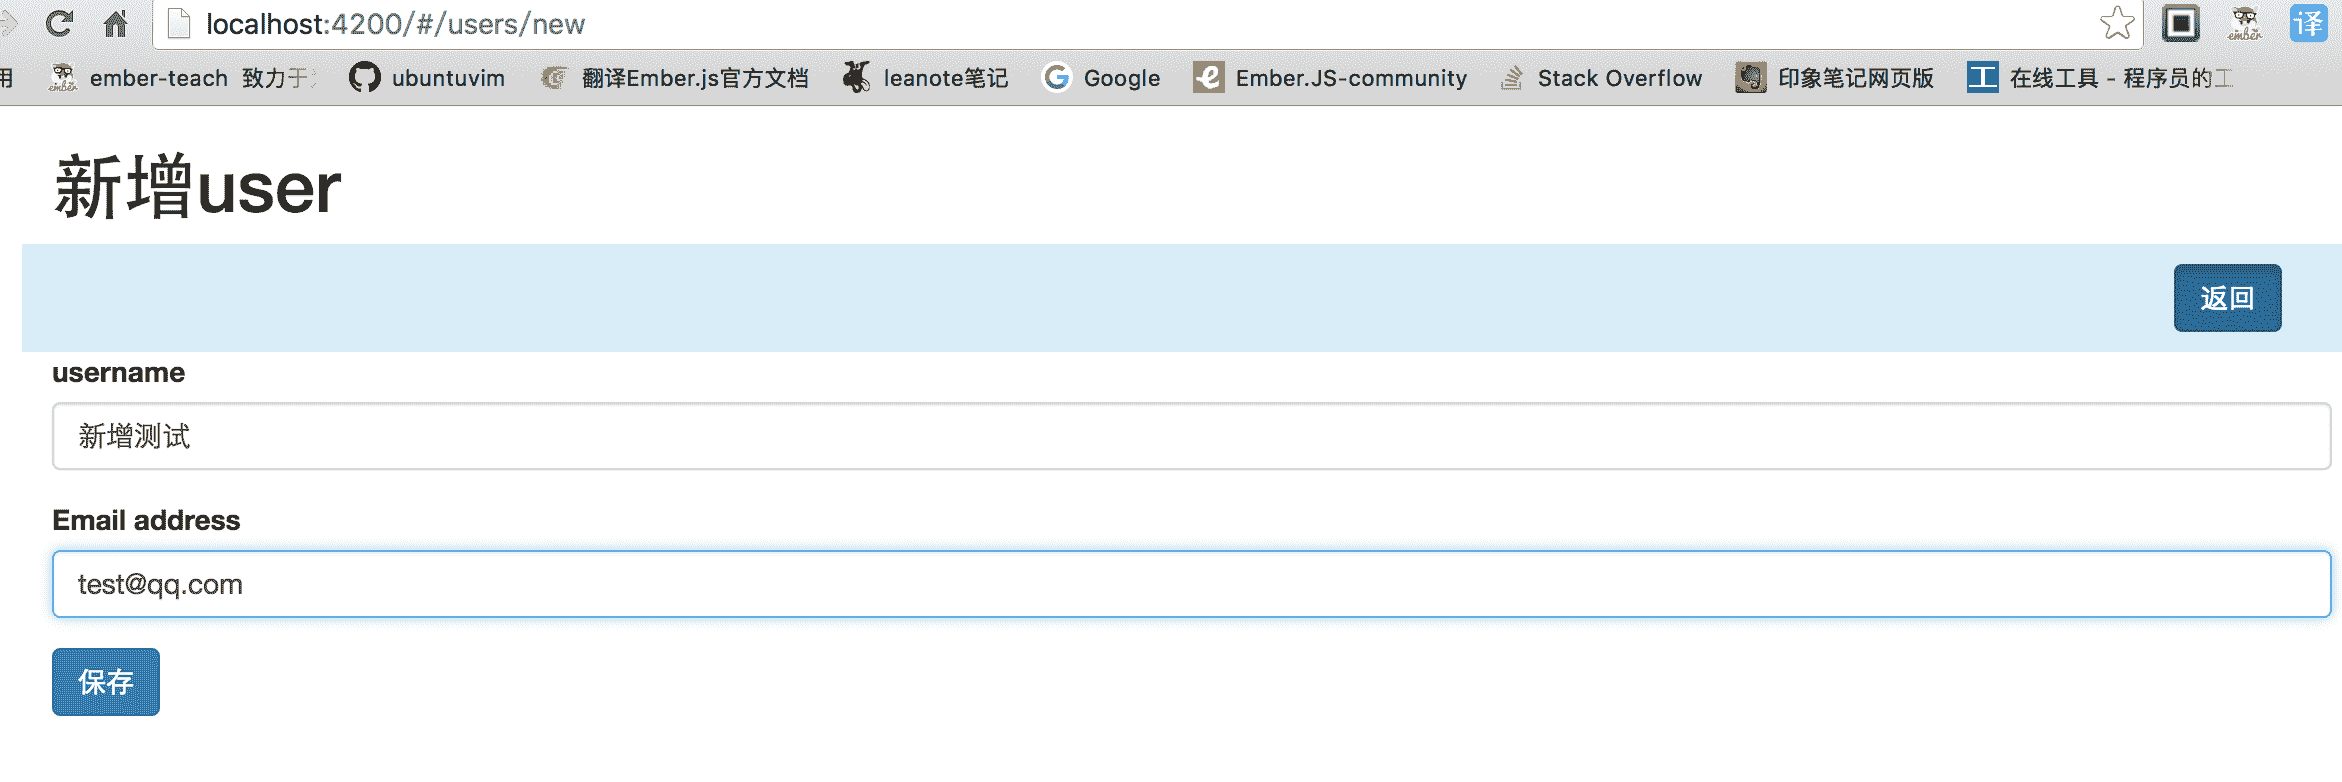 localhost:4200/#/users/new 译
用 ember ember-teach 致力于 ubuntuvim 翻译Ember.js官方文档 leanote笔记 Google Ember.JS-community Stack Overflow 印象笔记网页版 工 在线工具 - 程序员的工
新增user
返回
username
新增测试
Email address
test@qq.com
保存